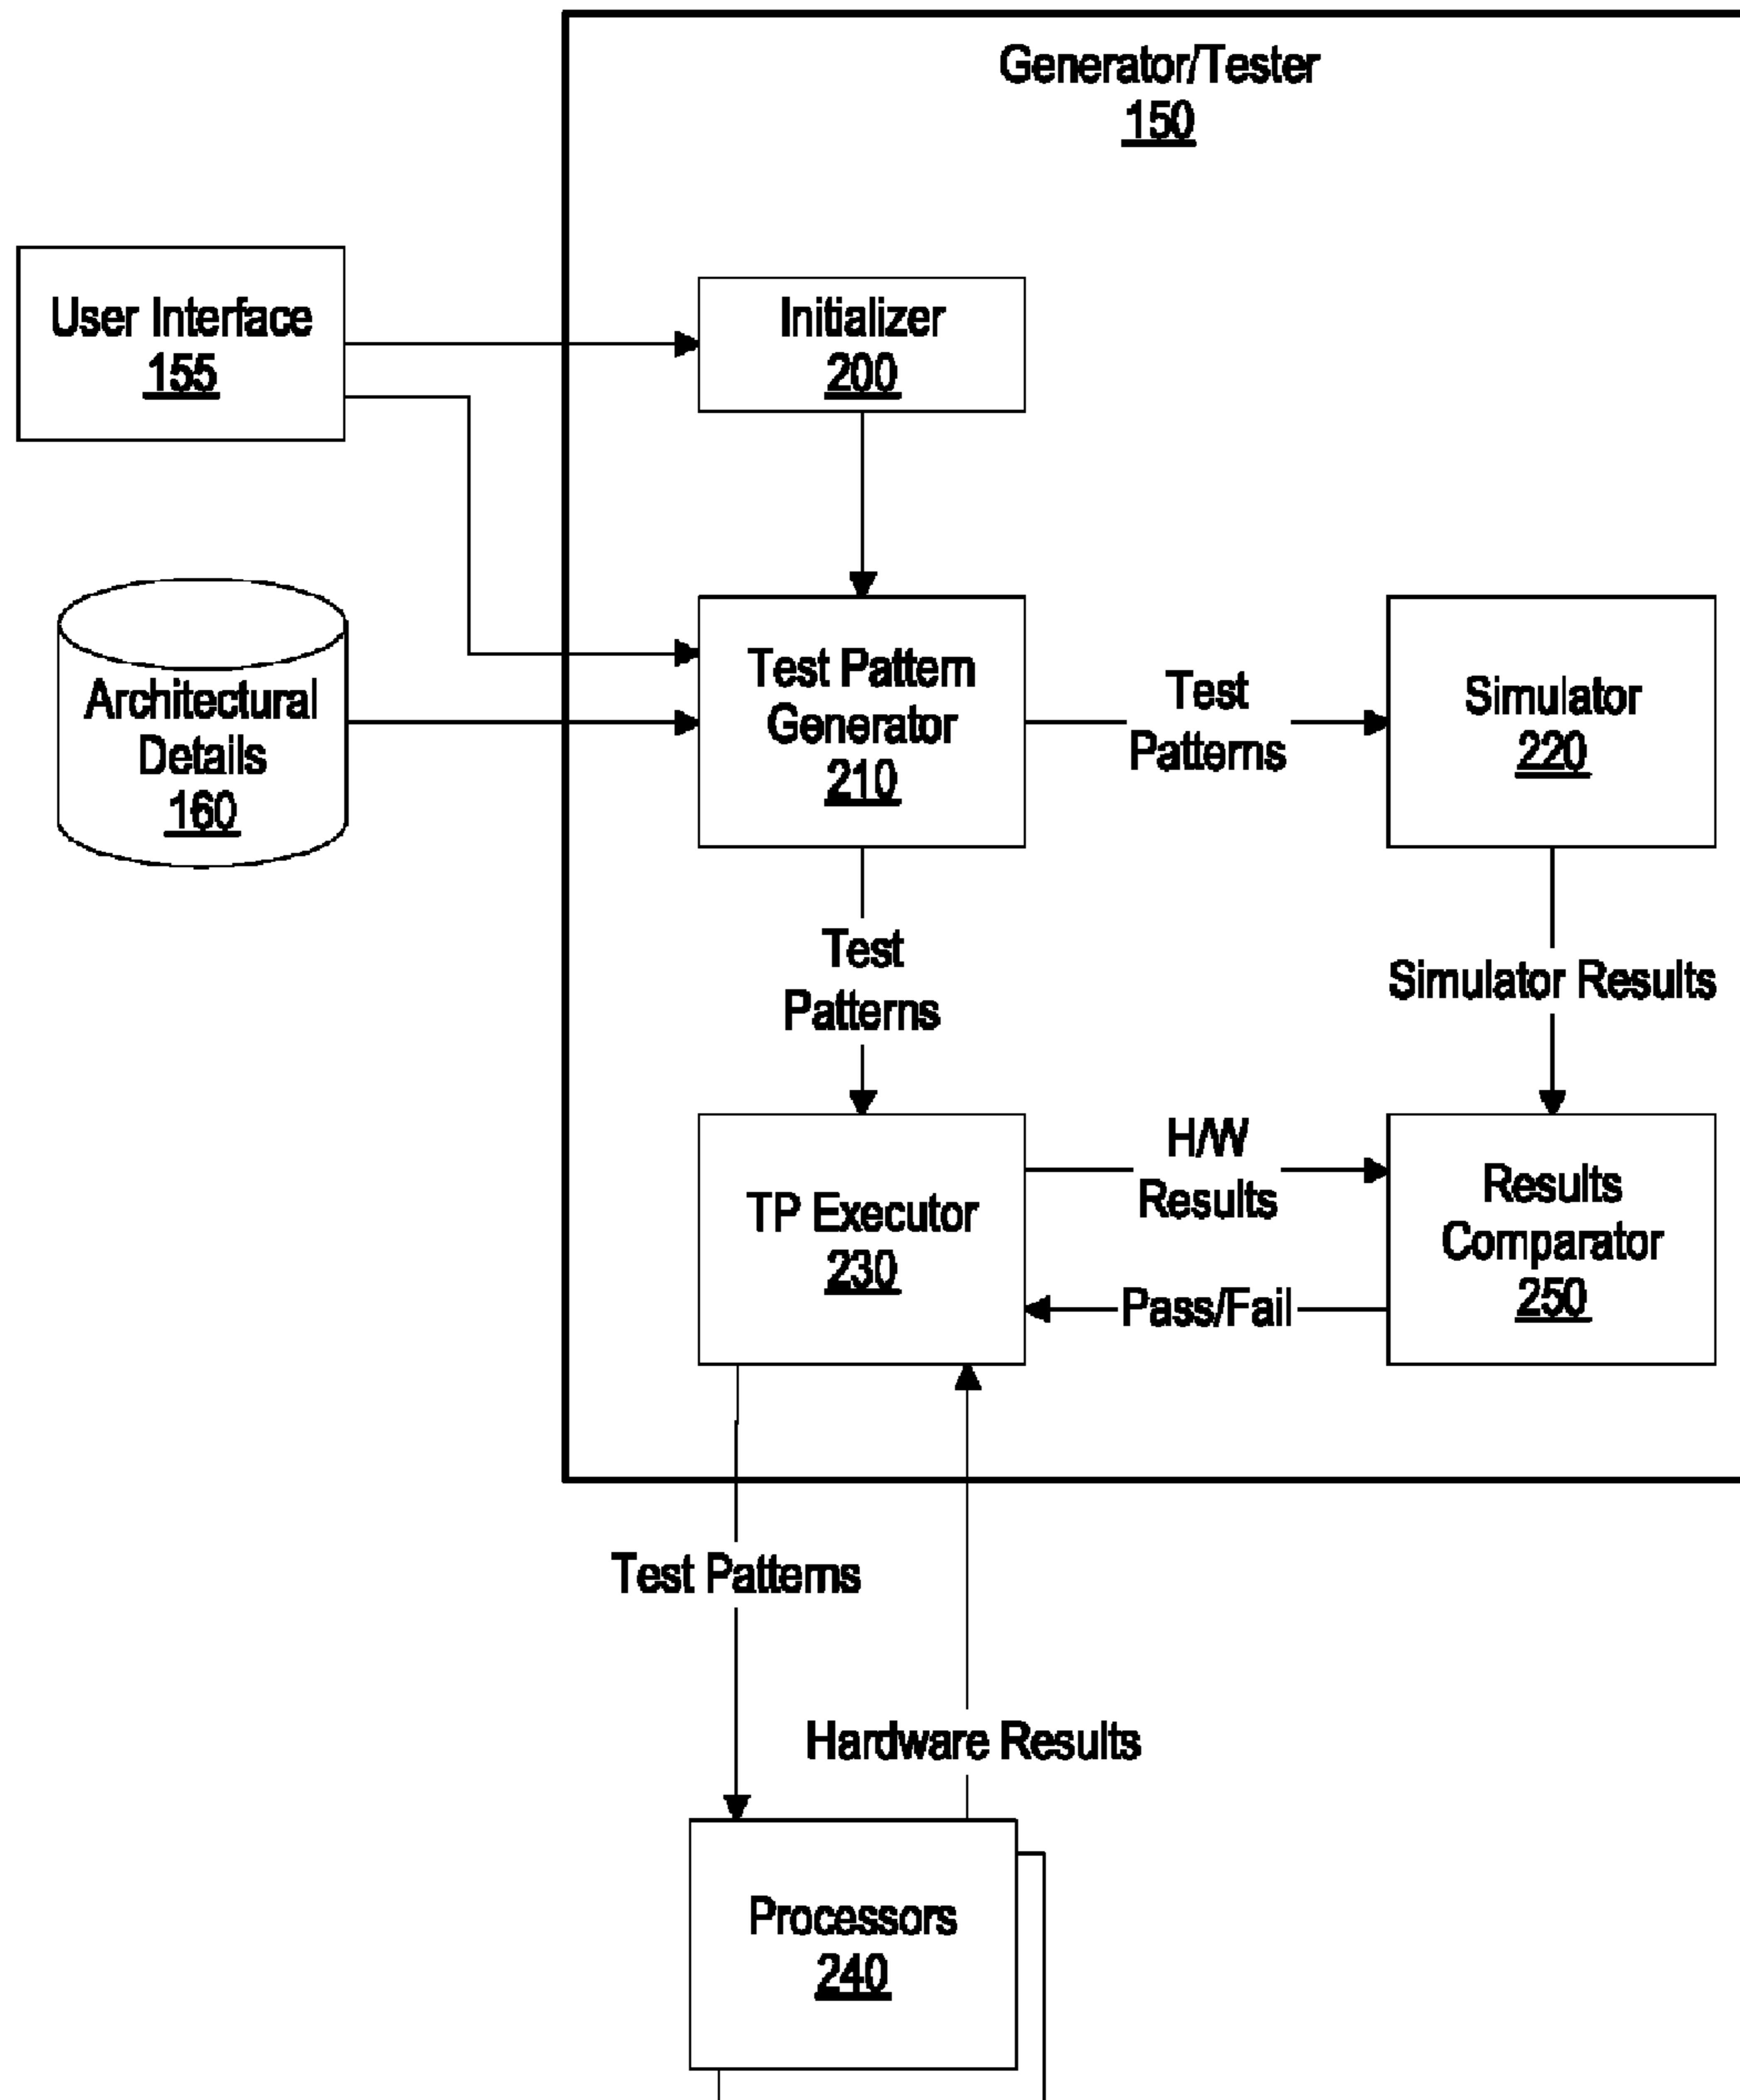 Generator/Tester
150
User Interface
155
Initializer
200
Architectural
Details
160
Test Pattern
Generator
210
Test
Patterns
Simulator
220
Test
Patterns
Simulator Results
TP Executor
230
H/W
Results
Pass/Fail
Results
Comparator
250
Test Patterns
Hardware Results
Processors
240